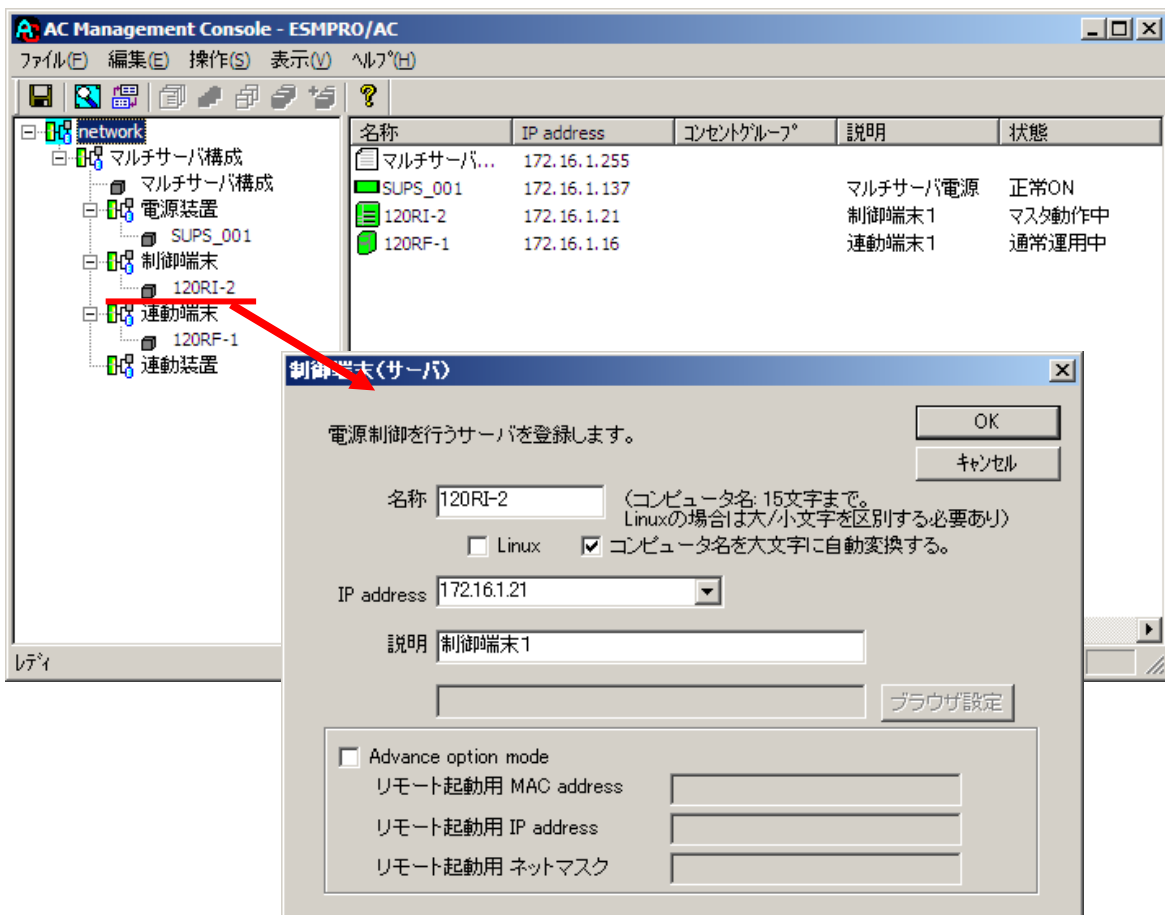 AC Management Console - ESMPRO/AC
ファイル(F) 編集(E) 操作(S) 表示(V) ヘルプ(H)
network
マルチサーバ構成
マルチサーバ構成
電源装置
SUPS_001
制御端末
120RI-2
連動端末
120RF-1
連動装置
名称 IP address コンセントグループ 説明 状態
マルチサーバ... 172.16.1.255
SUPS_001 172.16.1.137 マルチサーバ電源 正常ON
120RI-2 172.16.1.21 制御端末1 マスタ動作中
120RF-1 172.16.1.16 連動端末1 通常運用中
レディ
制御端末(サーバ)
電源制御を行うサーバを登録します。
OK
キャンセル
名称 120RI-2 (コンピュータ名: 15文字まで。
Linuxの場合は大/小文字を区別する必要あり)
Linux コンピュータ名を大文字に自動変換する。
IP address 172.16.1.21
説明 制御端末1
ブラウザ設定
Advance option mode
リモート起動用 MAC address
リモート起動用 IP address
リモート起動用 ネットマスク